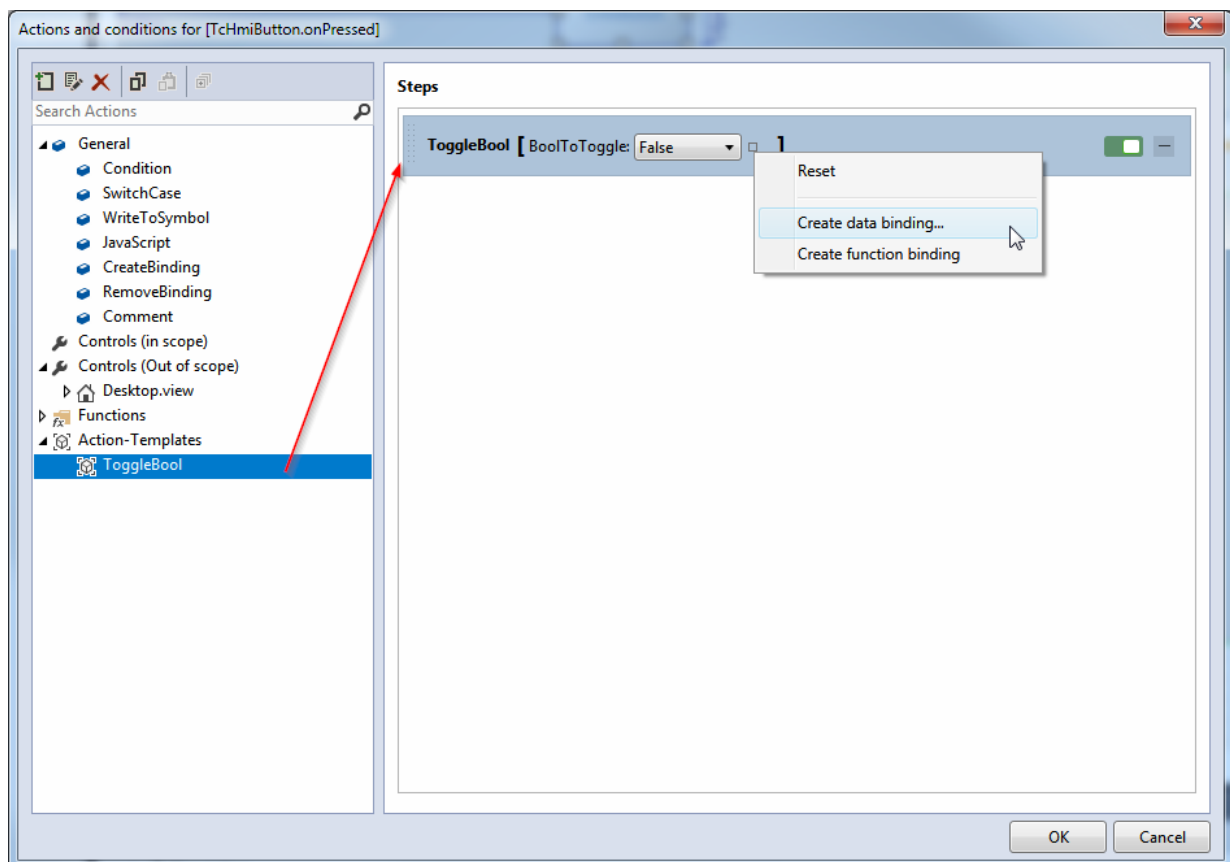 Actions and conditions for [TcHmiButton.onPressed]
Search Actions
General
Condition
SwitchCase
WriteToSymbol
JavaScript
CreateBinding
RemoveBinding
Comment
Controls (in scope)
Controls (Out of scope)
Desktop.view
fx Functions
Action-Templates
ToggleBool
Steps
ToggleBool [ BoolToToggle: False ]
Reset
Create data binding...
Create function binding
OK
Cancel